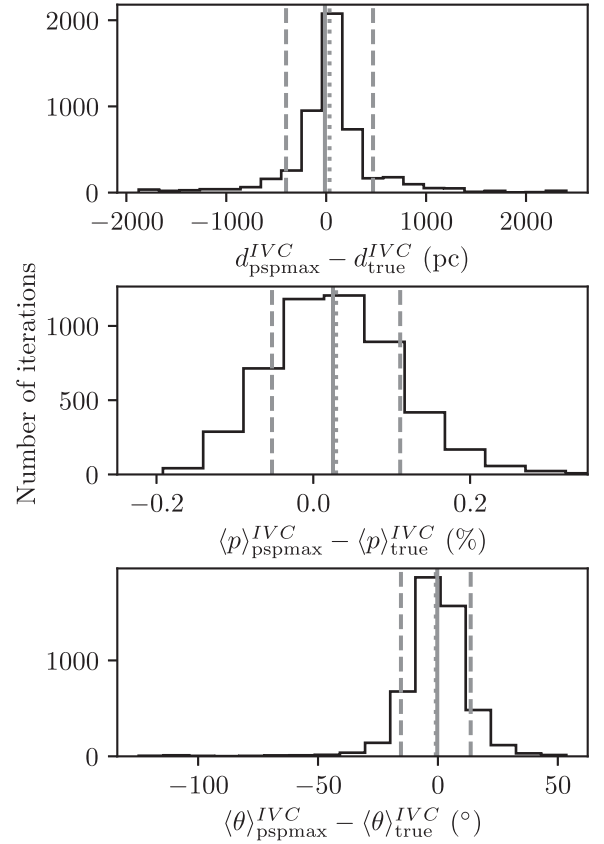 2000
1000
0
−2000 −1000 0 1000 2000
d_{pspmax}^{IVC} − d_{true}^{IVC} (pc)
Number of iterations
1000
500
0
−0.2 0.0 0.2
⟨p⟩_{pspmax}^{IVC} − ⟨p⟩_{true}^{IVC} (%)
1000
0
−100 −50 0 50
⟨θ⟩_{pspmax}^{IVC} − ⟨θ⟩_{true}^{IVC} (°)